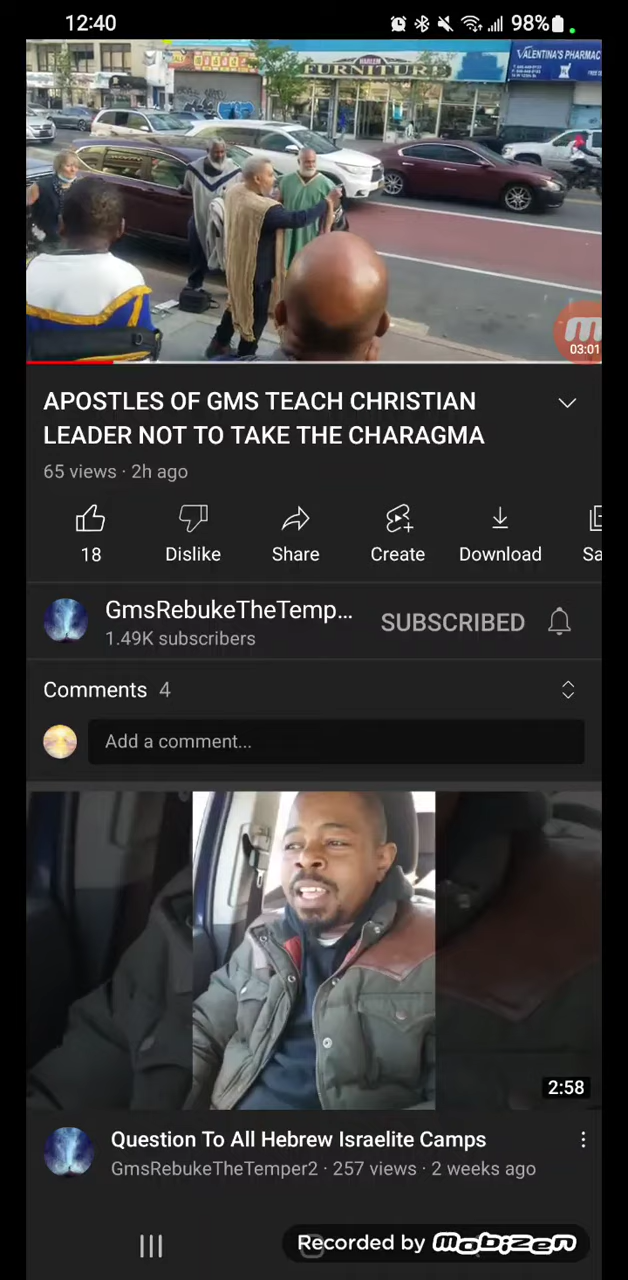 12:40
98%
HARLEM
FURNITURE
VALENTINA'S PHARMAC
SALE
03:01
APOSTLES OF GMS TEACH CHRISTIAN
LEADER NOT TO TAKE THE CHARAGMA
65 views · 2h ago
18
Dislike
Share
Create
Download
Sa
GmsRebukeTheTemp...
SUBSCRIBED
1.49K subscribers
Comments 4
Add a comment...
2:58
Question To All Hebrew Israelite Camps
GmsRebukeTheTemper2 · 257 views · 2 weeks ago
Recorded by mobizen